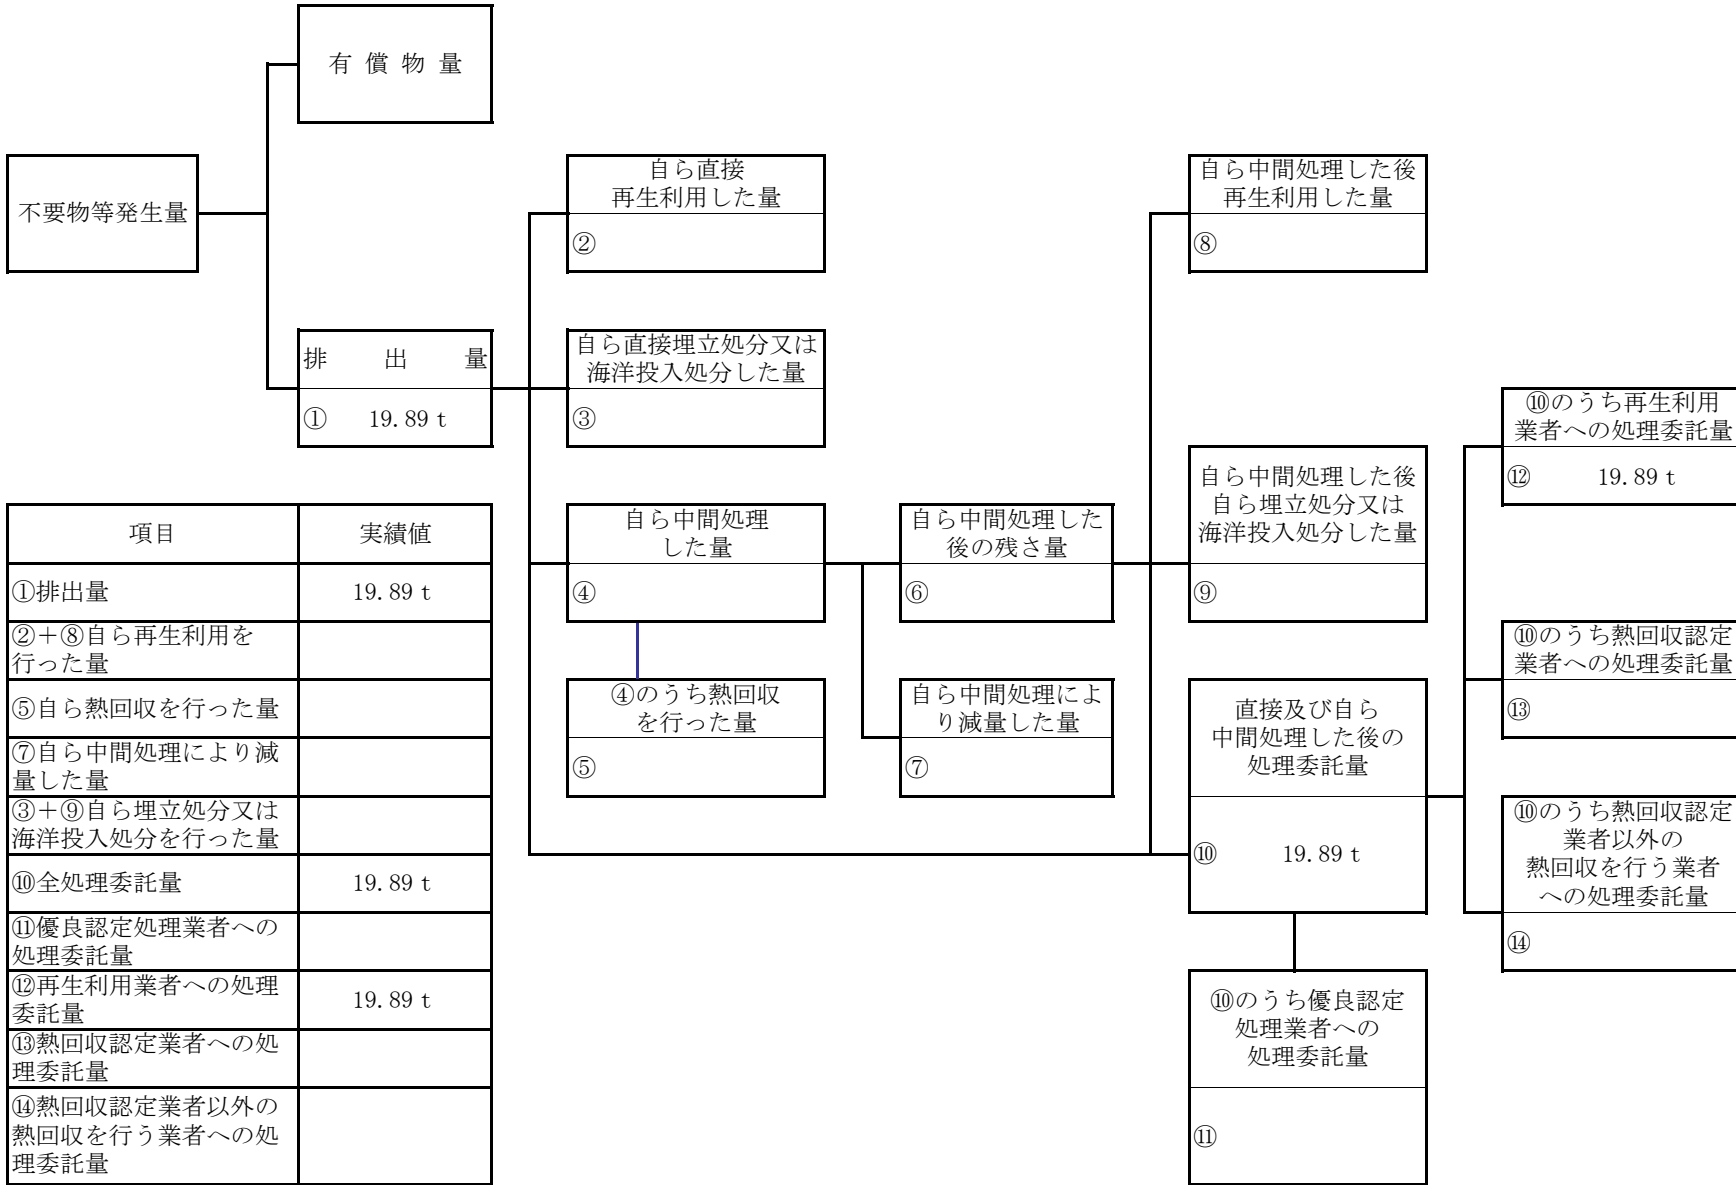 有償物量
不要物等発生量
自ら直接
再生利用した量
②
自ら中間処理した後
再生利用した量
⑧
排出量
① 19.89 t
自ら直接埋立処分又は
海洋投入処分した量
③
⑩のうち再生利用
業者への処理委託量
⑫ 19.89 t
自ら中間処理した後
自ら埋立処分又は
海洋投入処分した量
⑨
自ら中間処理
した量
④
自ら中間処理した
後の残さ量
⑥
⑩のうち熱回収認定
業者への処理委託量
⑬
④のうち熱回収
を行った量
⑤
自ら中間処理によ
り減量した量
⑦
直接及び自ら
中間処理した後の
処理委託量
⑩ 19.89 t
⑩のうち熱回収認定
業者以外の
熱回収を行う業者
への処理委託量
⑭
⑩のうち優良認定
処理業者への
処理委託量
⑪
項目 実績値
①排出量 19.89 t
②＋⑧自ら再生利用を
行った量
⑤自ら熱回収を行った量
⑦自ら中間処理により減
量した量
③＋⑨自ら埋立処分又は
海洋投入処分を行った量
⑩全処理委託量 19.89 t
⑪優良認定処理業者への
処理委託量
⑫再生利用業者への処理
委託量 19.89 t
⑬熱回収認定業者への処
理委託量
⑭熱回収認定業者以外の
熱回収を行う業者への処
理委託量